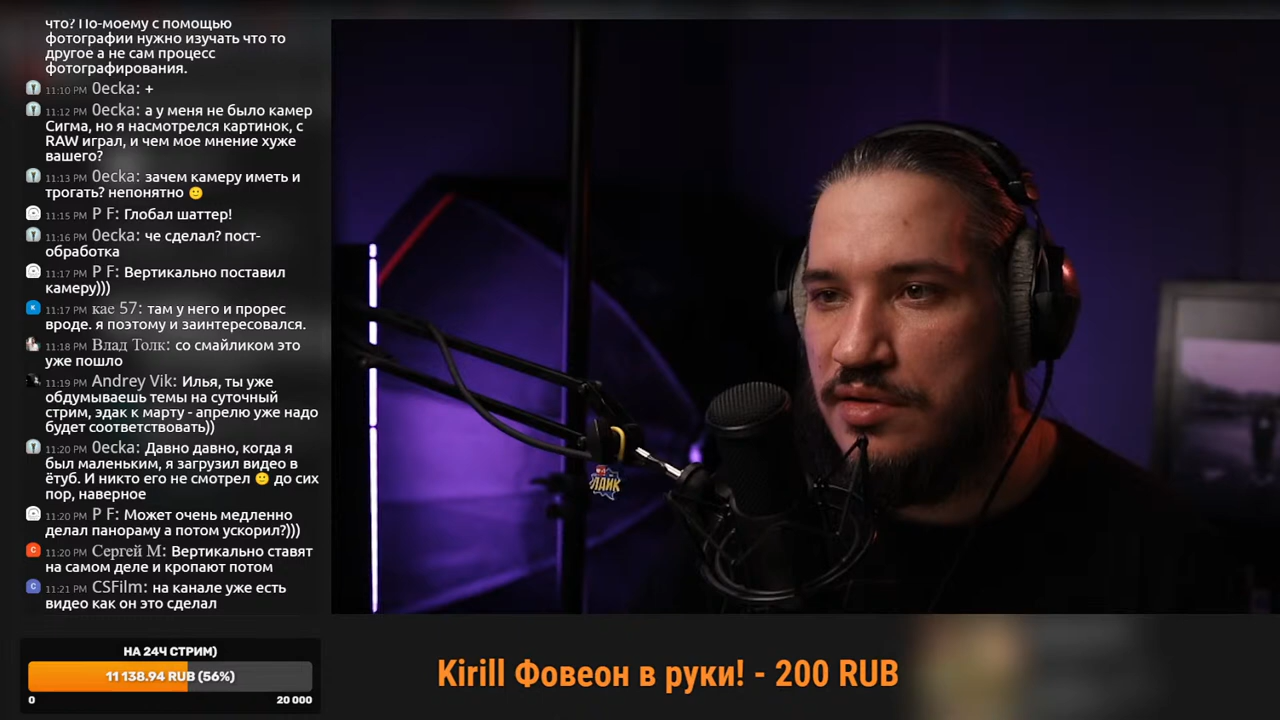 что? По-моему с помощью
фотографии нужно изучать что то
другое а не сам процесс
фотографирования.
11:10 PM 0ecka: +
11:12 PM 0ecka: а у меня не было камер
Сигма, но я насмотрелся картинок, с
RAW играл, и чем мое мнение хуже
вашего?
11:13 PM 0ecka: зачем камеру иметь и
трогать? непонятно 🙂
11:15 PM P F: Глобал шаттер!
11:16 PM 0ecka: че сделал? пост-
обработка
11:17 PM P F: Вертикально поставил
камеру)))
11:17 PM кае 57: там у него и прорес
вроде. я поэтому и заинтересовался.
11:18 PM Влад Толк: со смайликом это
уже пошло
11:19 PM Andrey Vik: Илья, ты уже
обдумываешь темы на суточный
стрим, эдак к марту - апрелю уже надо
будет соответствовать))
11:20 PM 0ecka: Давно давно, когда я
был маленьким, я загрузил видео в
ётуб. И никто его не смотрел 🙂 до сих
пор, наверное
11:20 PM P F: Может очень медленно
делал панораму а потом ускорил?)))
11:20 PM Сергей М: Вертикально ставят
на самом деле и кропают потом
11:21 PM CSFilm: на канале уже есть
видео как он это сделал
ЛАЙК
НА 24Ч СТРИМ)
11 138.94 RUB (56%)
0 20 000
Kirill Фовеон в руки! - 200 RUB